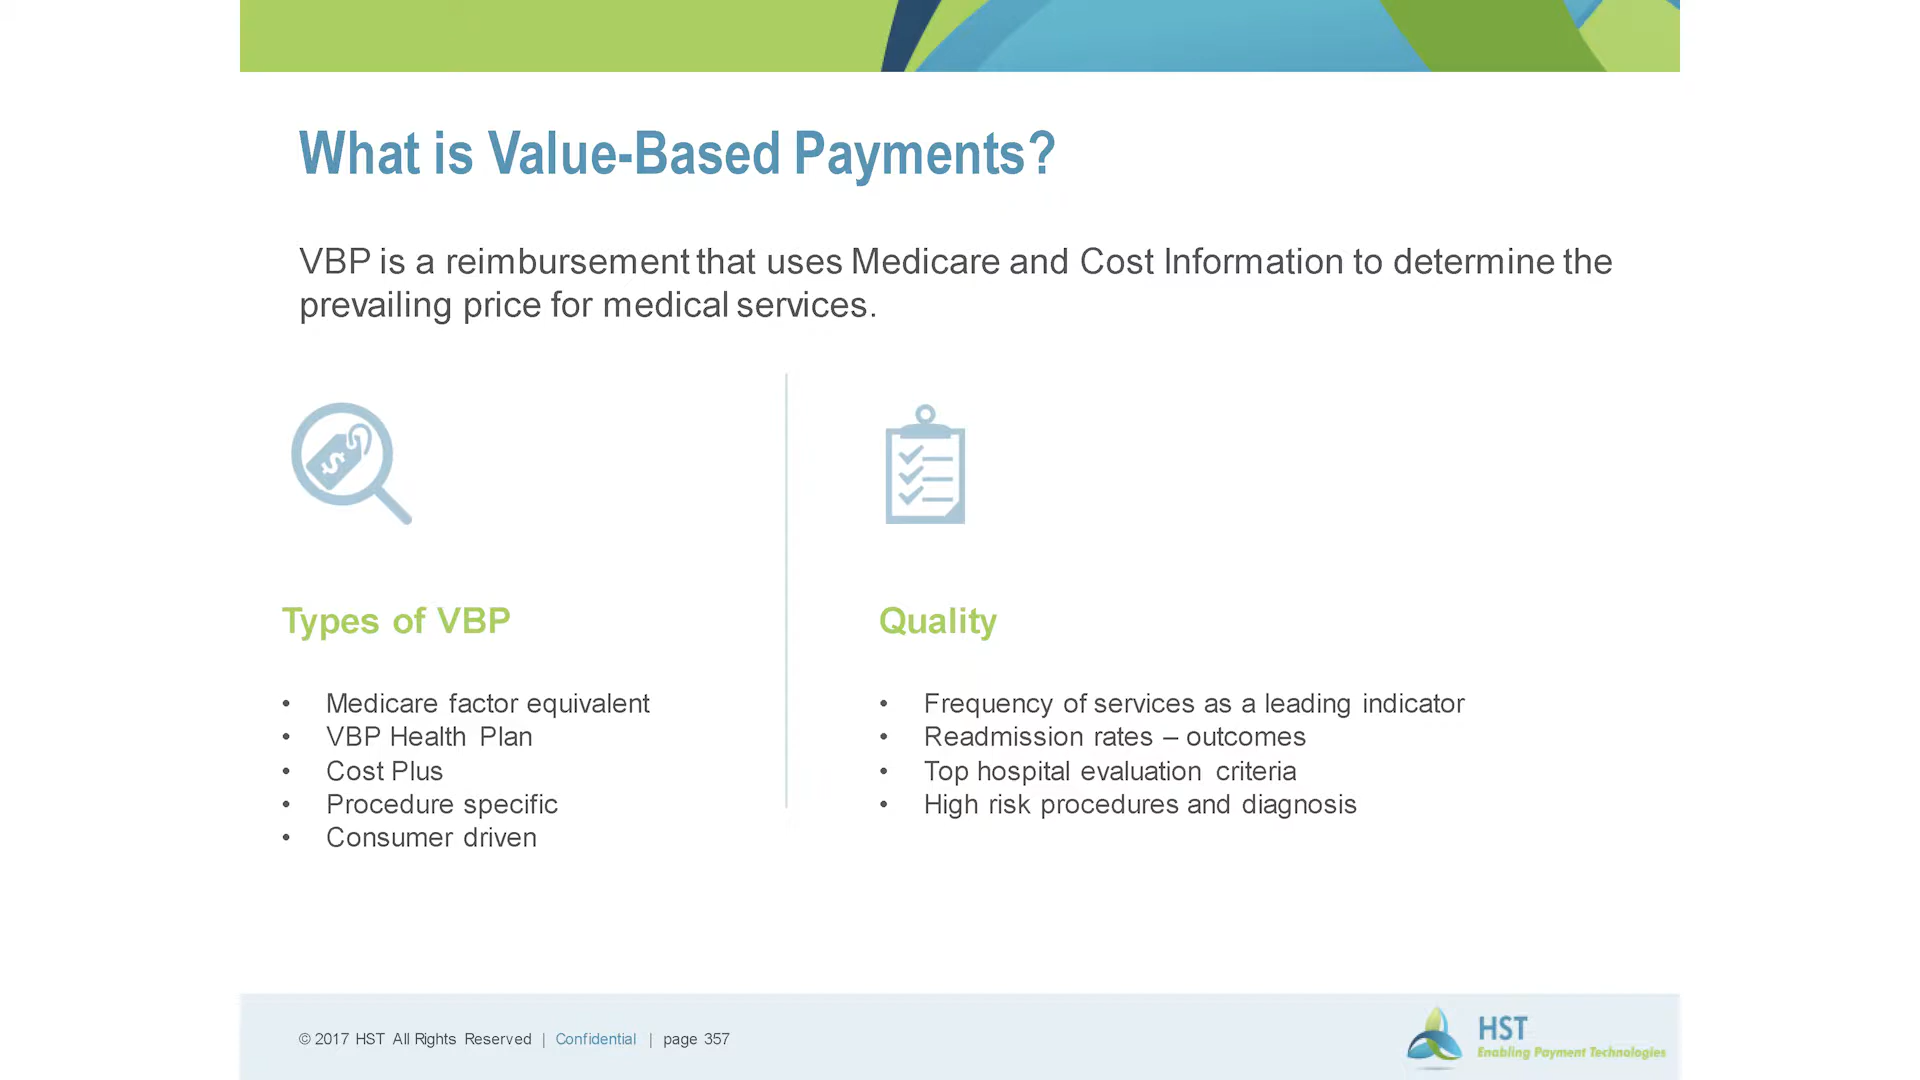 What is Value-Based Payments?
VBP is a reimbursement that uses Medicare and Cost Information to determine the
prevailing price for medical services.
$
Types of VBP
• Medicare factor equivalent
• VBP Health Plan
• Cost Plus
• Procedure specific
• Consumer driven
Quality
• Frequency of services as a leading indicator
• Readmission rates – outcomes
• Top hospital evaluation criteria
• High risk procedures and diagnosis
© 2017 HST All Rights Reserved | Confidential | page 357
HST
Enabling Payment Technologies